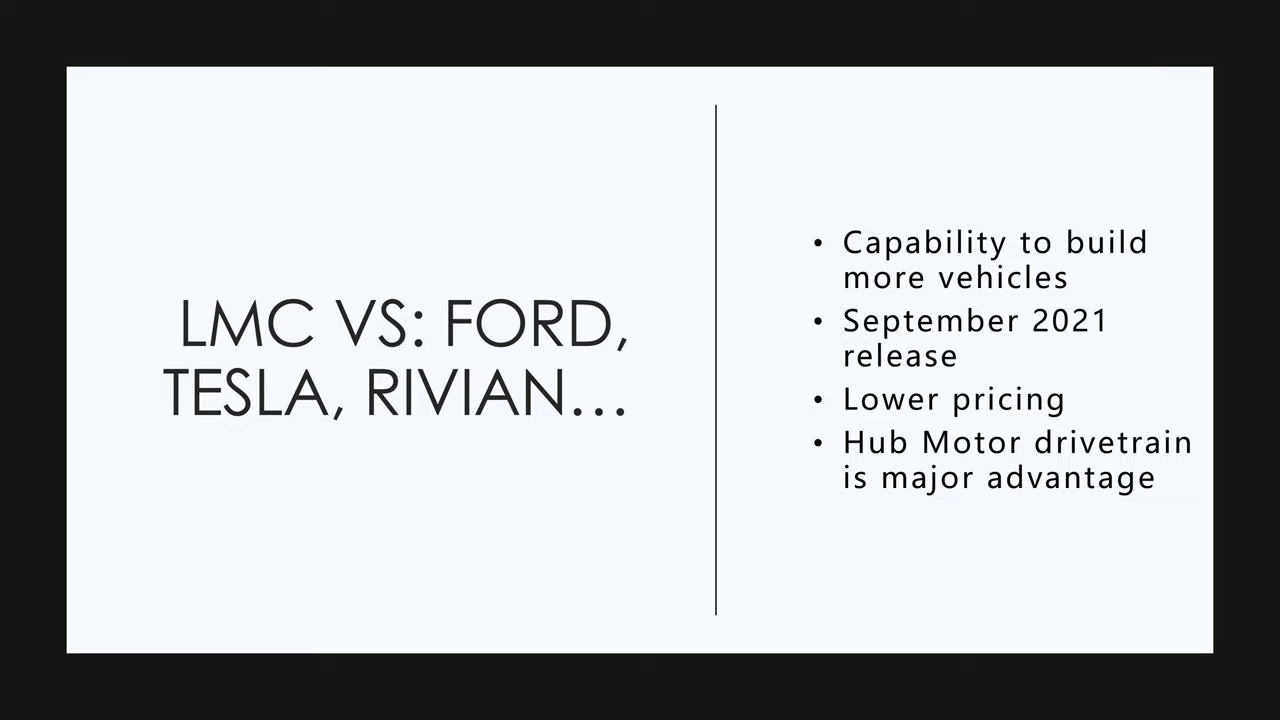 LMC VS: FORD,
TESLA, RIVIAN...
• Capability to build
more vehicles
• September 2021
release
• Lower pricing
• Hub Motor drivetrain
is major advantage